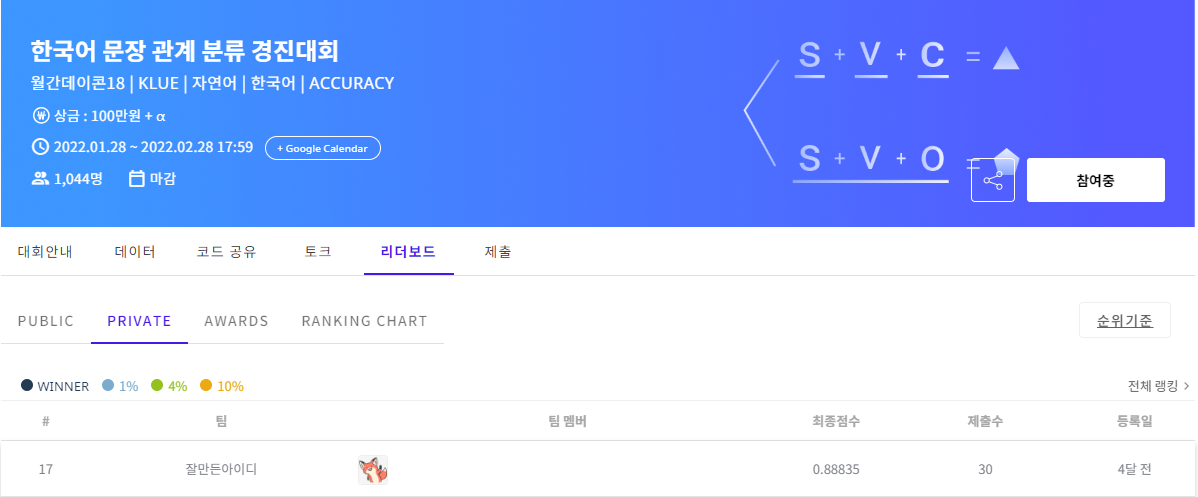 한국어 문장 관계 분류 경진대회
월간데이콘18 | KLUE | 자연어 | 한국어 | ACCURACY
상금 : 100만원 + α
2022.01.28 ~ 2022.02.28 17:59 + Google Calendar
1,044명 마감
S + V + C =
S + V + O =
참여중
대회안내 데이터 코드 공유 토크 리더보드 제출
PUBLIC PRIVATE AWARDS RANKING CHART
순위기준
WINNER 1% 4% 10%
전체 랭킹 >
# 팀 팀 멤버 최종점수 제출수 등록일
17 잘만든아이디 0.88835 30 4달 전